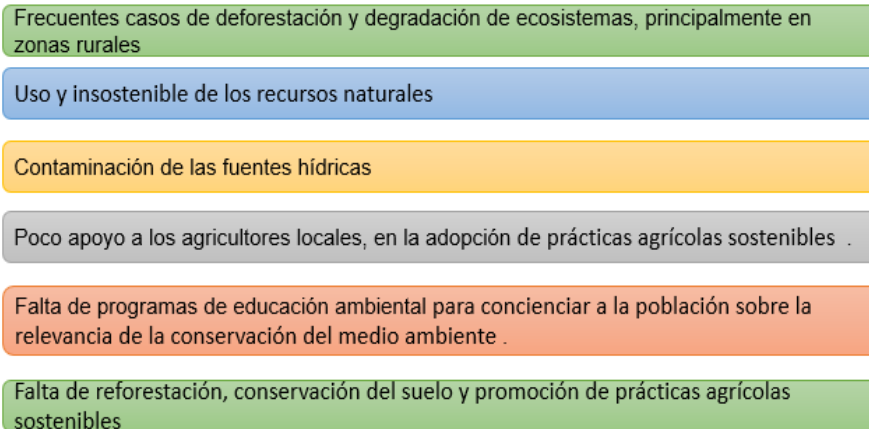 Frecuentes casos de deforestación y degradación de ecosistemas, principalmente en
zonas rurales
Uso y insostenible de los recursos naturales
Contaminación de las fuentes hídricas
Poco apoyo a los agricultores locales, en la adopción de prácticas agrícolas sostenibles .
Falta de programas de educación ambiental para concienciar a la población sobre la
relevancia de la conservación del medio ambiente .
Falta de reforestación, conservación del suelo y promoción de prácticas agrícolas
sostenibles